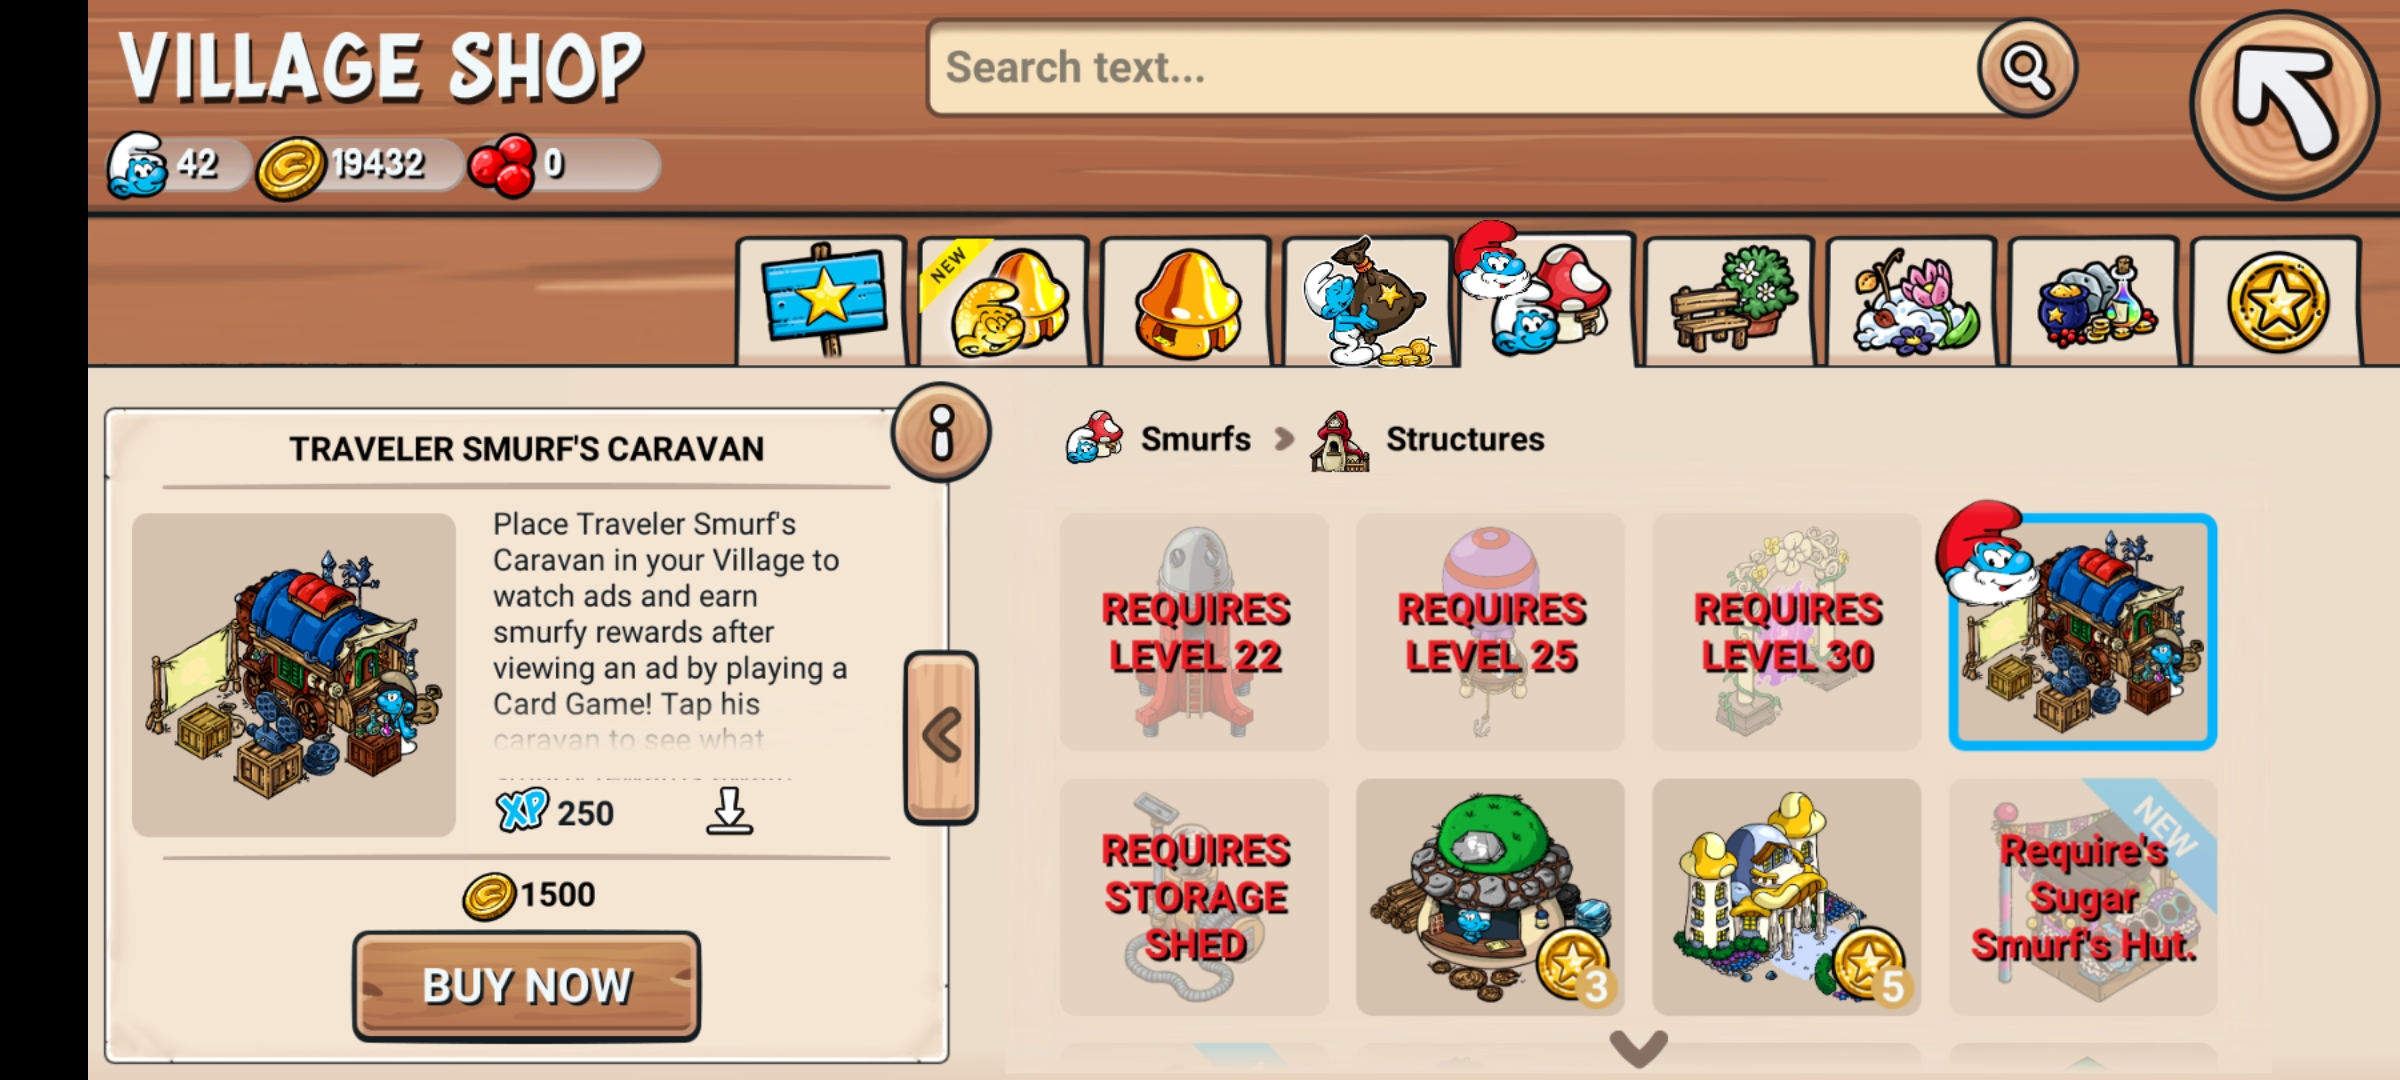 VILLAGE SHOP
Search text...
42
19432
0
NEW
TRAVELER SMURF'S CARAVAN
Place Traveler Smurf's
Caravan in your Village to
watch ads and earn
smurfy rewards after
viewing an ad by playing a
Card Game! Tap his
caravan to see what
XP 250
1500
BUY NOW
Smurfs
Structures
REQUIRES
LEVEL 22
REQUIRES
LEVEL 25
REQUIRES
LEVEL 30
REQUIRES
STORAGE
SHED
3
5
NEW
Require's
Sugar
Smurf's Hut.